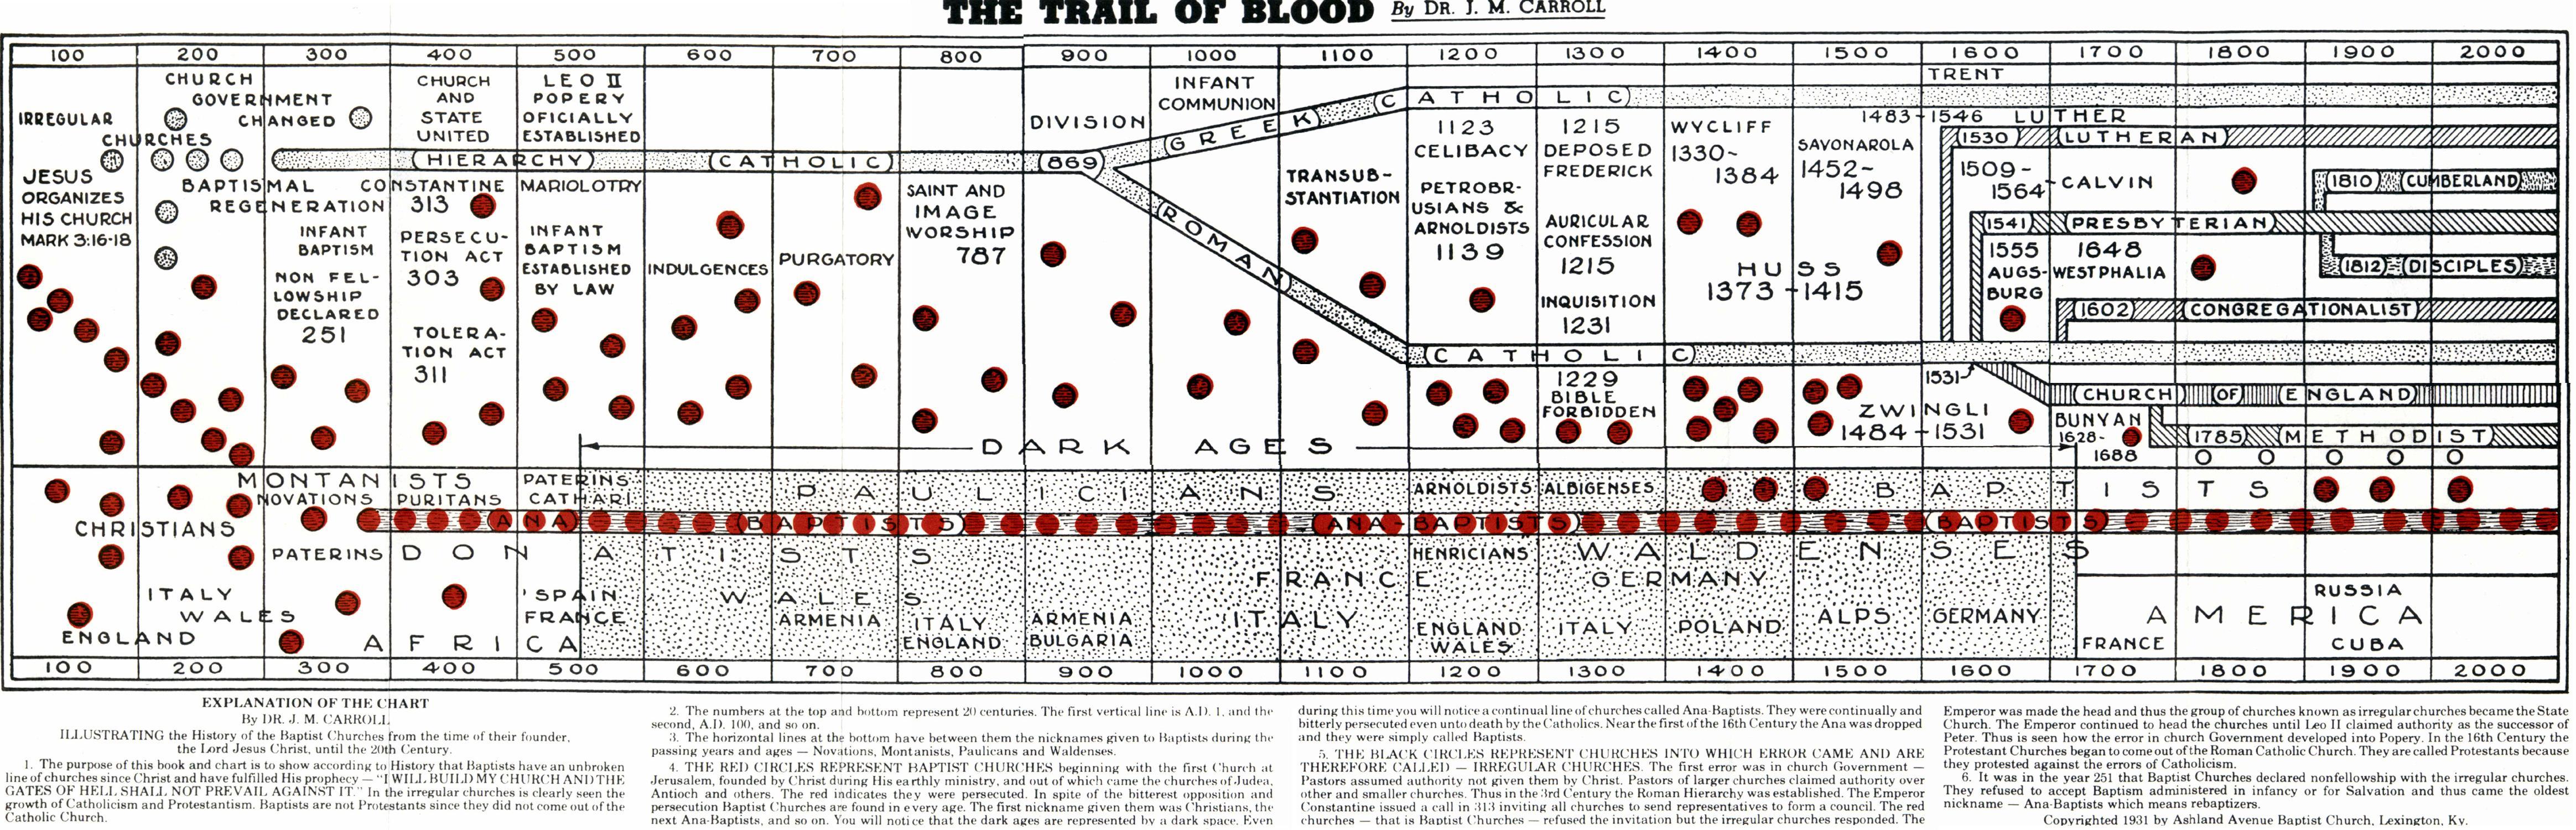 THE TRAIL OF BLOOD By DR. J. M. CARROLL
100 200 300 400 500 600 700 800 900 1000 1100 1200 1300 1400 1500 1600 1700 1800 1900 2000
IRREGULAR
CHURCHES
CHURCH
GOVERNMENT
CHANGED
JESUS
ORGANIZES
HIS CHURCH
MARK 3:16-18
BAPTISMAL
REGENERATION
INFANT
BAPTISM
NON FEL-
LOWSHIP
DECLARED
251
CHURCH
AND
STATE
UNITED
HIERARCHY
CONSTANTINE
313
PERSECU-
TION ACT
303
TOLERA-
TION ACT
311
LEO II
POPERY
OFICIALLY
ESTABLISHED
MARIOLOTRY
INFANT
BAPTISM
ESTABLISHED
BY LAW
CATHOLIC
INDULGENCES
PURGATORY
SAINT AND
IMAGE
WORSHIP
787
DIVISION
869
INFANT
COMMUNION
GREEK CATHOLIC
ROMAN CATHOLIC
TRANSUB-
STANTIATION
1123
CELIBACY
PETROBR-
USIANS &
ARNOLDISTS
1139
1215
DEPOSED
FREDERICK
AURICULAR
CONFESSION
1215
INQUISITION
1231
1229
BIBLE
FORBIDDEN
WYCLIFF
1330-
1384
HUSS
1373-1415
SAVONAROLA
1452-
1498
ZWINGLI
1484-1531
TRENT
1483-1546 LUTHER
1530 LUTHERAN
1509-
1564 CALVIN
1810 CUMBERLAND
1541 PRESBYTERIAN
1555
AUGS-
BURG
1648
WESTPHALIA
1812 DISCIPLES
1602 CONGREGATIONALIST
1531
CHURCH OF ENGLAND
BUNYAN
1628-
1688
1785 METHODIST
DARK AGES
MONTANISTS
NOVATIONS PURITANS
PATERINS
CATHARI
PAULICIANS
ARNOLDISTS ALBIGENSES
BAPTISTS
CHRISTIANS
ANA BAPTISTS ANA-BAPTISTS BAPTISTS
PATERINS DONATISTS
HENRICIANS
WALDENSES
ITALY
WALES
ENGLAND
AFRICA
SPAIN
FRANCE
WALES
ARMENIA
ITALY
ENGLAND
ARMENIA
BULGARIA
FRANCE
ITALY
ENGLAND
WALES
GERMANY
ITALY
POLAND
ALPS
GERMANY
AMERICA
FRANCE
RUSSIA
CUBA
100 200 300 400 500 600 700 800 900 1000 1100 1200 1300 1400 1500 1600 1700 1800 1900 2000
EXPLANATION OF THE CHART
By DR. J. M. CARROLL
ILLUSTRATING the History of the Baptist Churches from the time of their founder,
the Lord Jesus Christ, until the 20th Century.
1. The purpose of this book and chart is to show according to History that Baptists have an unbroken
line of churches since Christ and have fulfilled His prophecy — "I WILL BUILD MY CHURCH AND THE
GATES OF HELL SHALL NOT PREVAIL AGAINST IT." In the irregular churches is clearly seen the
growth of Catholicism and Protestantism. Baptists are not Protestants since they did not come out of the
Catholic Church.
2. The numbers at the top and bottom represent 20 centuries. The first vertical line is A.D. 1, and the
second, A.D. 100, and so on.
3. The horizontal lines at the bottom have between them the nicknames given to Baptists during the
passing years and ages — Novations, Montanists, Paulicans and Waldenses.
4. THE RED CIRCLES REPRESENT BAPTIST CHURCHES beginning with the first Church at
Jerusalem, founded by Christ during His earthly ministry, and out of which came the churches of Judea,
Antioch and others. The red indicates they were persecuted. In spite of the bitterest opposition and
persecution Baptist Churches are found in every age. The first nickname given them was Christians, the
next Ana-Baptists, and so on. You will notice that the dark ages are represented by a dark space. Even
during this time you will notice a continual line of churches called Ana-Baptists. They were continually and
bitterly persecuted even unto death by the Catholics. Near the first of the 16th Century the Ana was dropped
and they were simply called Baptists.
5. THE BLACK CIRCLES REPRESENT CHURCHES INTO WHICH ERROR CAME AND ARE
THEREFORE CALLED — IRREGULAR CHURCHES. The first error was in church Government —
Pastors assumed authority not given them by Christ. Pastors of larger churches claimed authority over
other and smaller churches. Thus in the 3rd Century the Roman Hierarchy was established. The Emperor
Constantine issued a call in 313 inviting all churches to send representatives to form a council. The red
churches — that is Baptist Churches — refused the invitation but the irregular churches responded. The
Emperor was made the head and thus the group of churches known as irregular churches became the State
Church. The Emperor continued to head the churches until Leo II claimed authority as the successor of
Peter. Thus is seen how the error in church Government developed into Popery. In the 16th Century the
Protestant Churches began to come out of the Roman Catholic Church. They are called Protestants because
they protested against the errors of Catholicism.
6. It was in the year 251 that Baptist Churches declared nonfellowship with the irregular churches.
They refused to accept Baptism administered in infancy or for Salvation and thus came the oldest
nickname — Ana-Baptists which means rebaptizers.
Copyrighted 1931 by Ashland Avenue Baptist Church, Lexington, Ky.